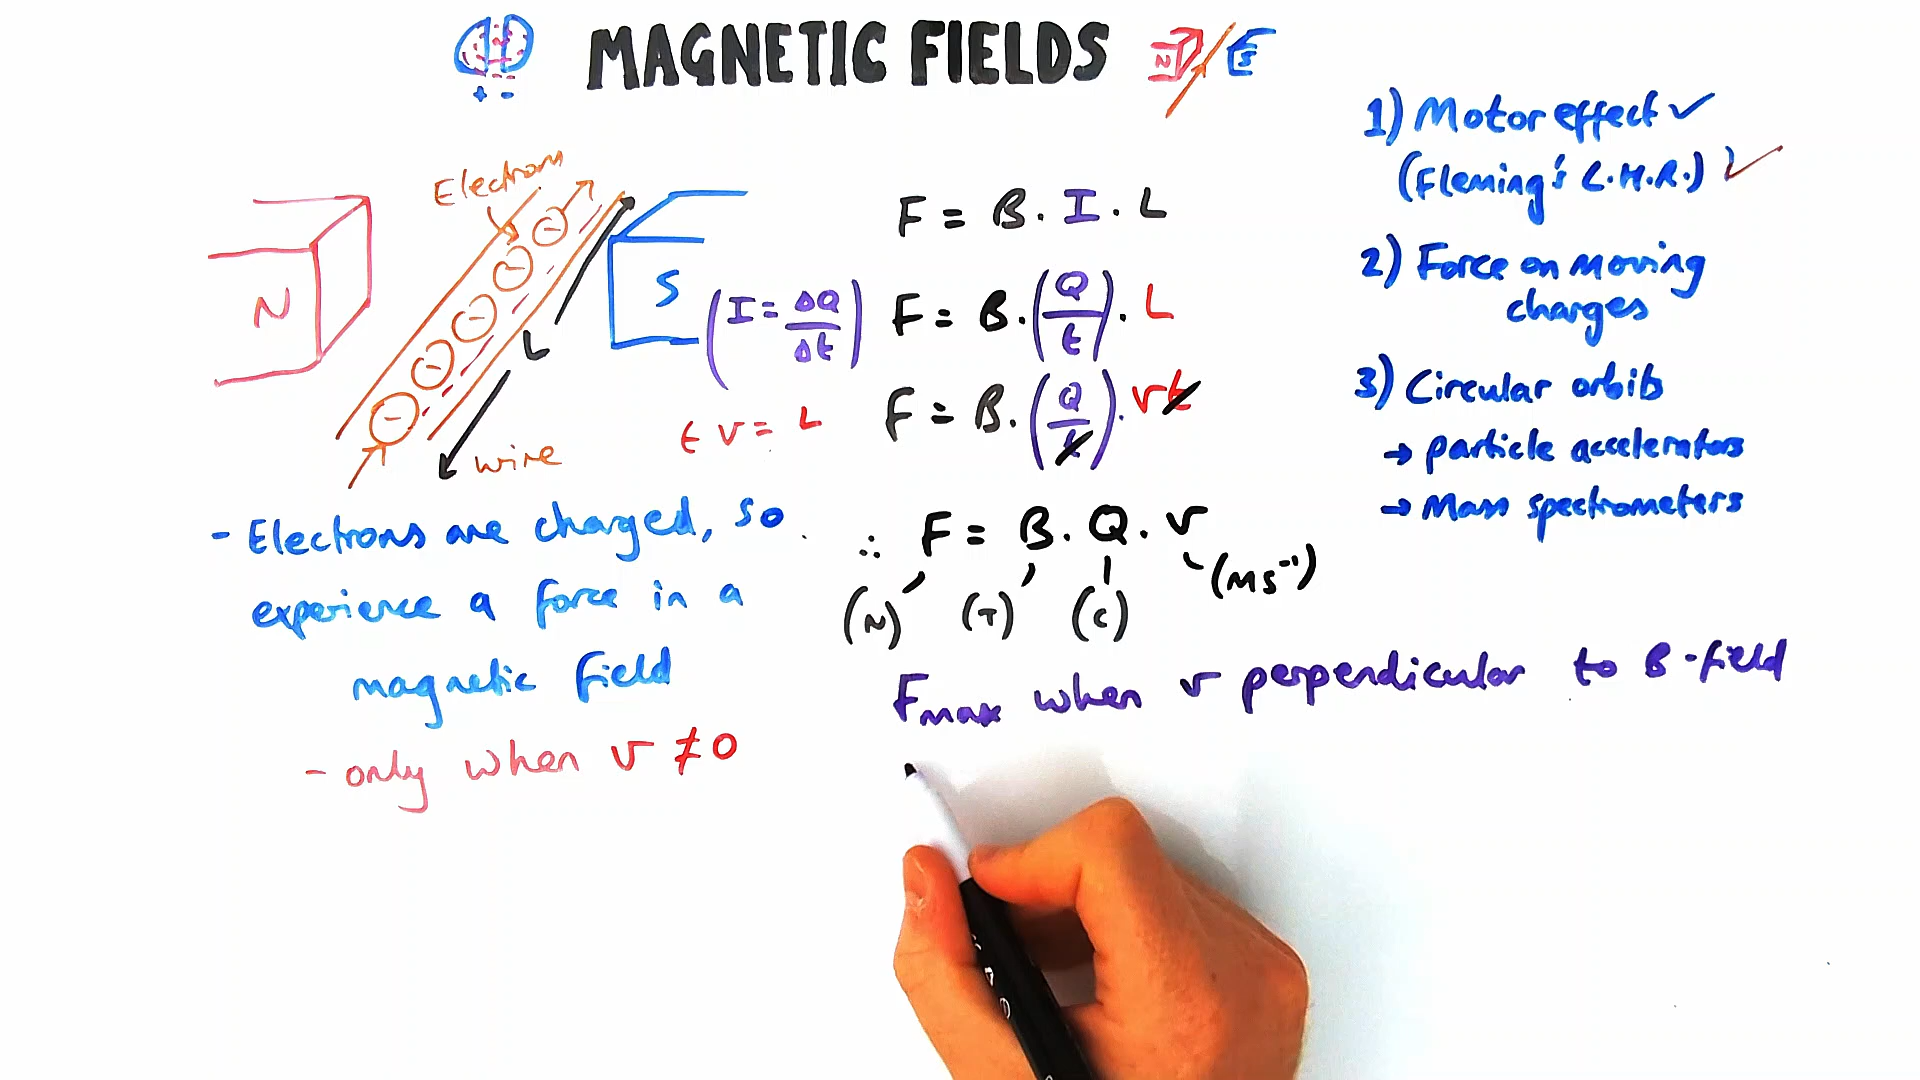 MAGNETIC FIELDS
N
S
+ -
1) Motor effect ✓
(Fleming's L.H.R.) ✓
2) Force on moving
charges
3) Circular orbits
→ particle accelerators
→ Mass spectrometers
Electrons
N
S
L
wire
F = B . I . L
(I = ΔQ/Δt)
F = B . (Q/t) . L
t v = L
F = B . (Q/t) . vt
∴ F = B . Q . v
(N) (T) (C) (ms⁻¹)
- Electrons are charged, so
experience a force in a
magnetic field
- only when v ≠ 0
Fmax when v perpendicular to B-field